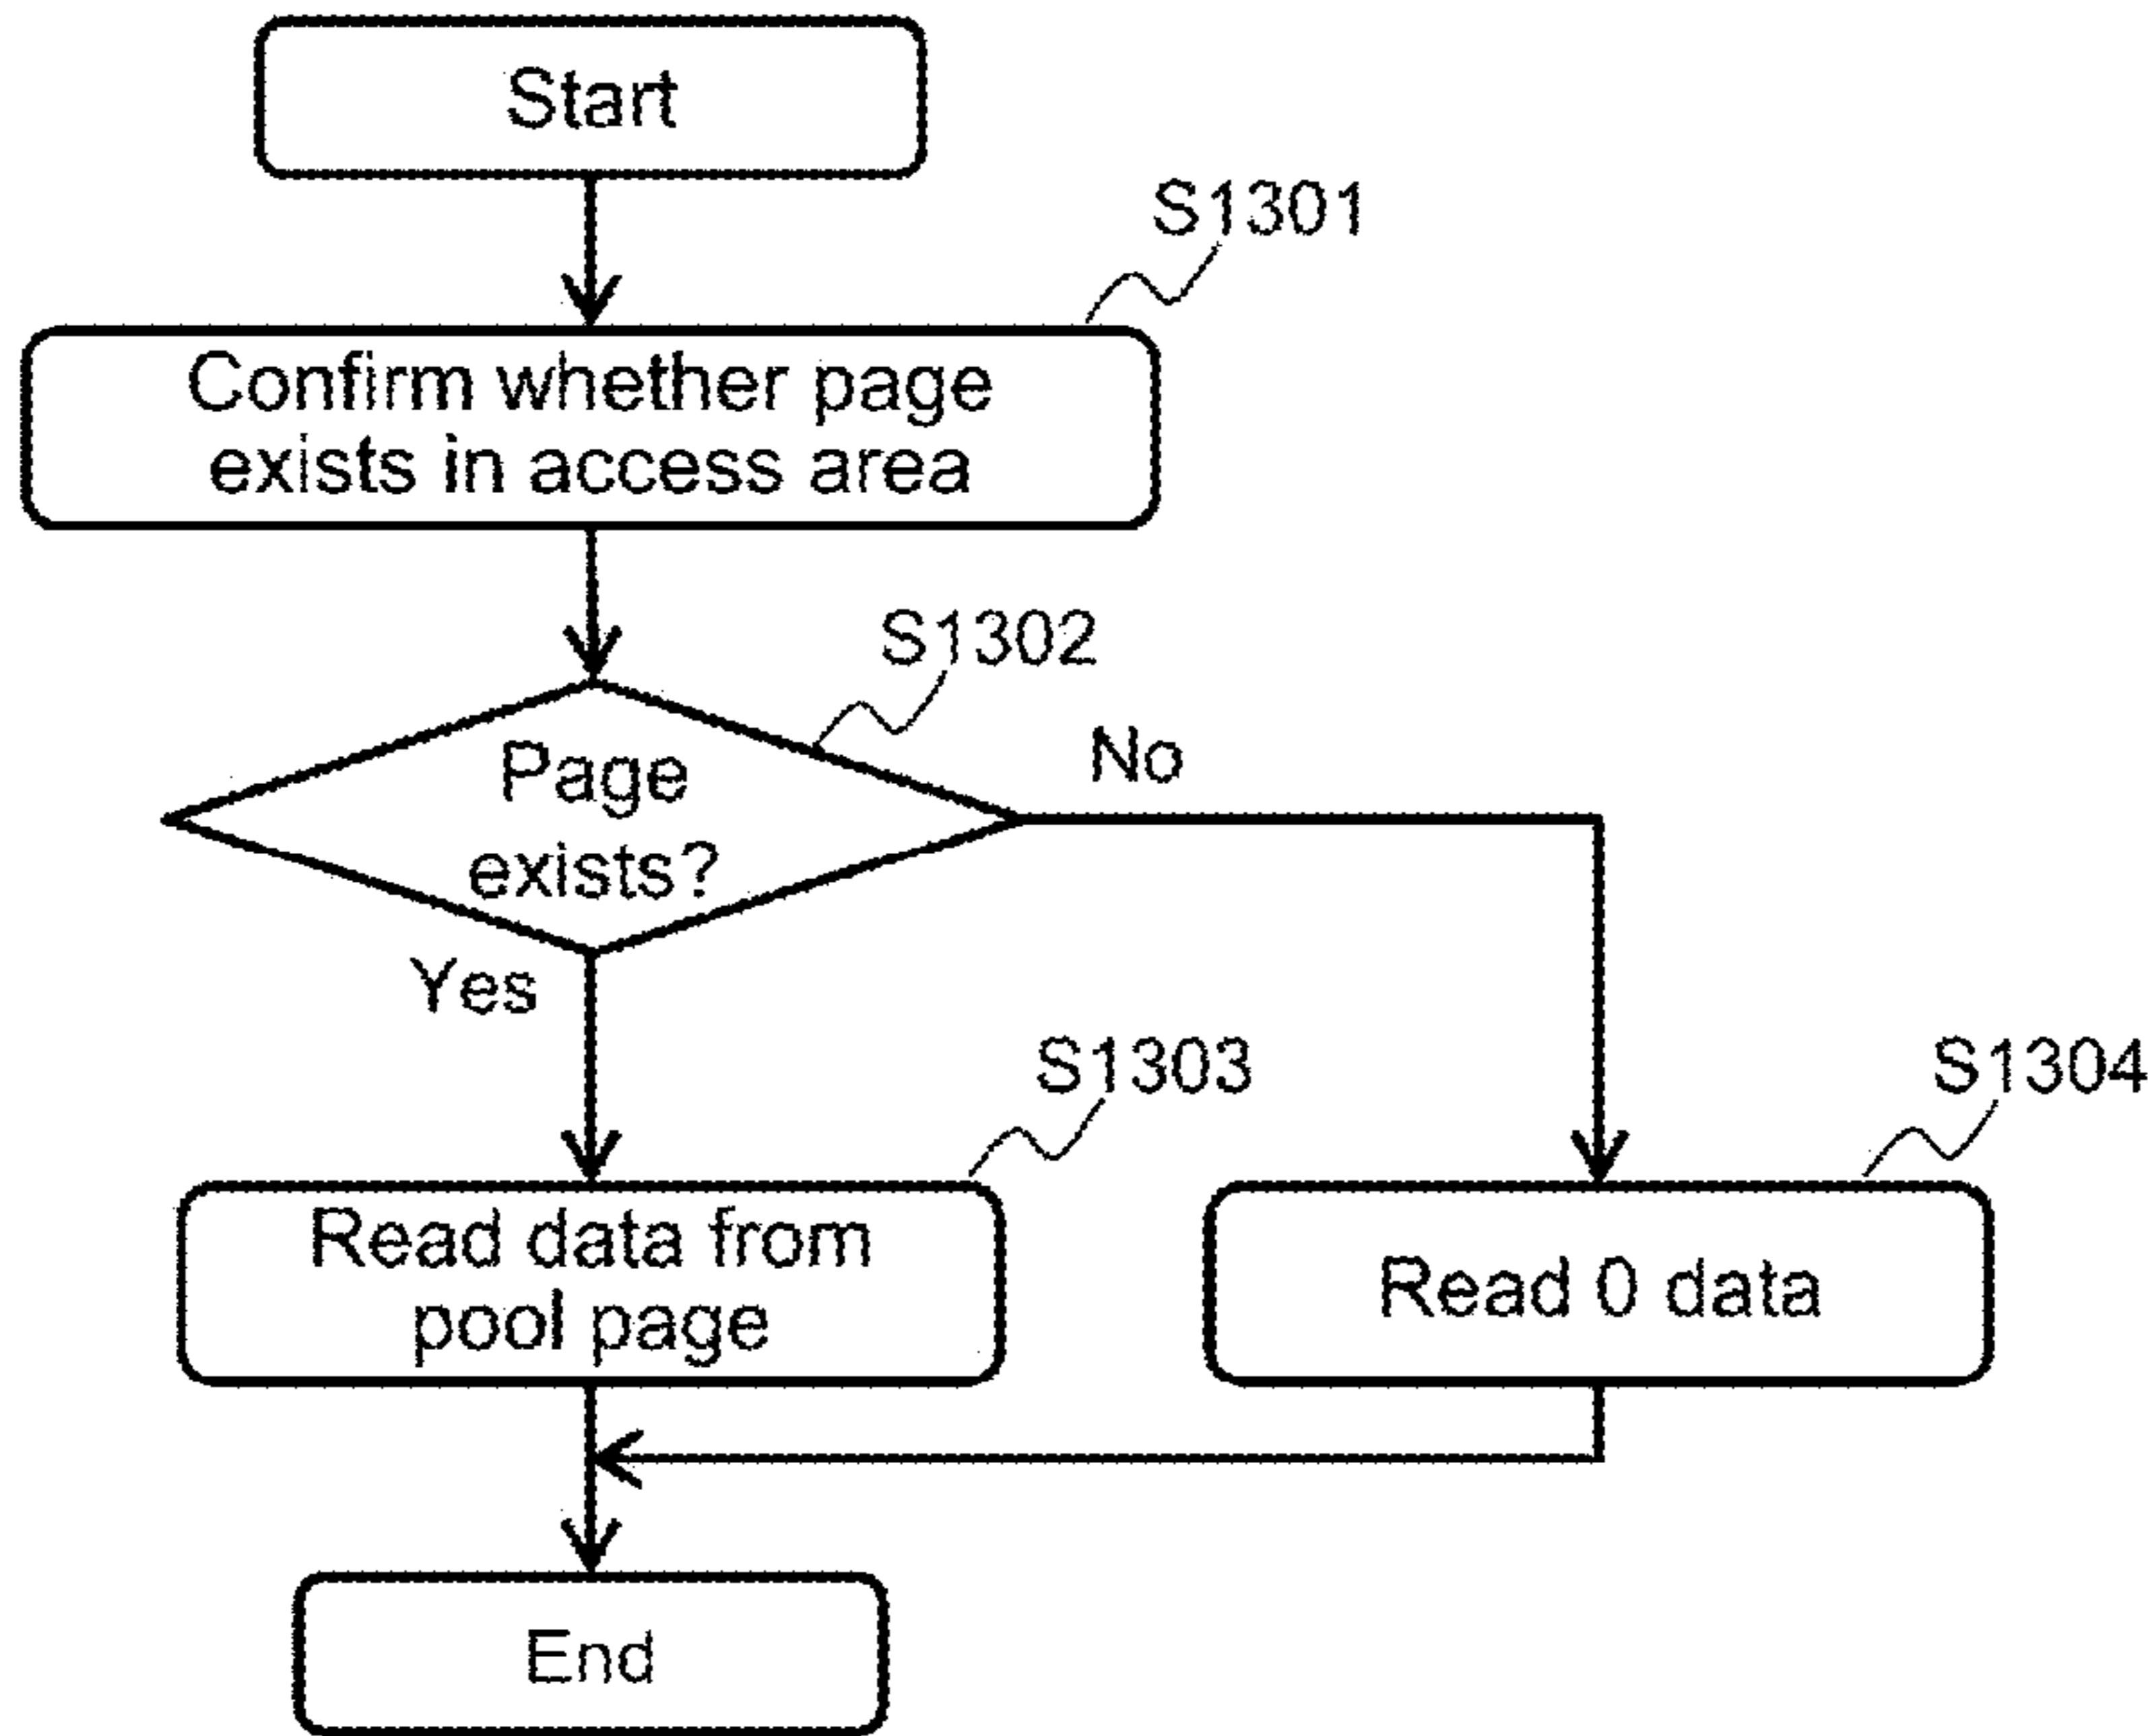 Start
S1301
Confirm whether page
exists in access area
S1302
Page
exists?
No
Yes
S1303
S1304
Read data from
pool page
Read 0 data
End